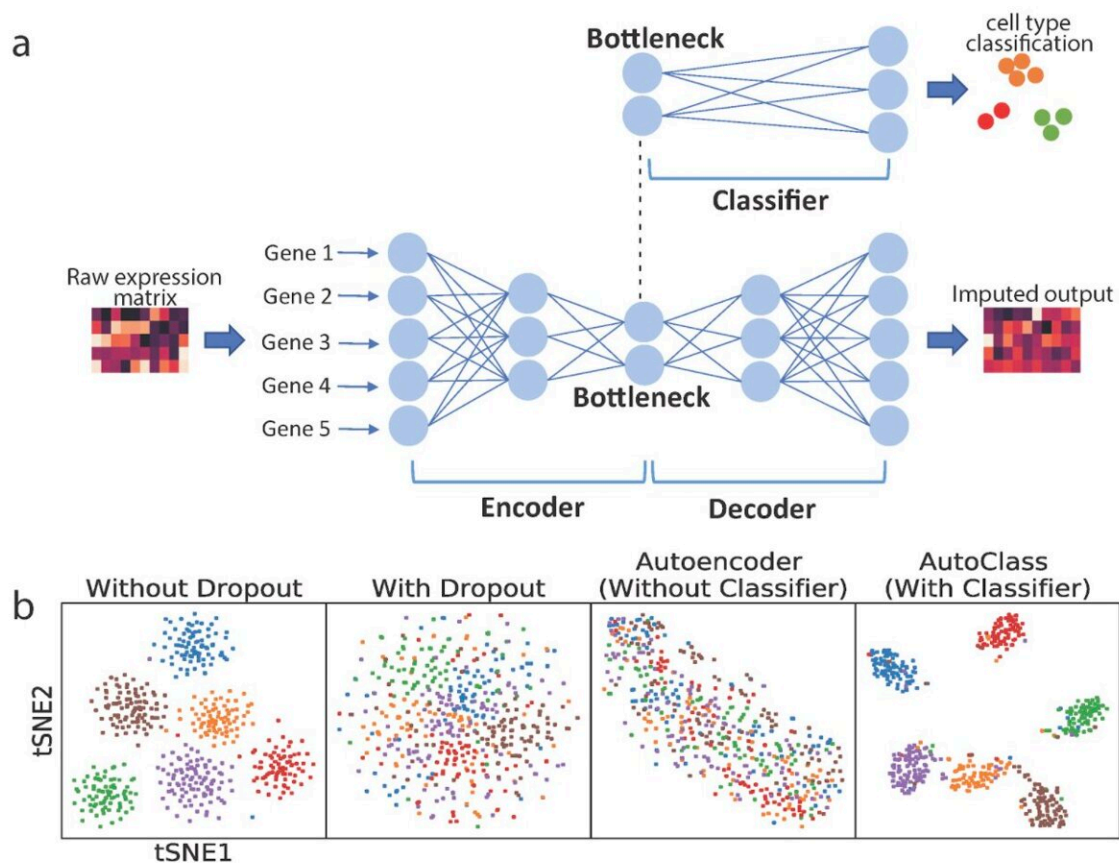 a
Bottleneck
cell type
classification
Classifier
Raw expression
matrix
Gene 1
Gene 2
Gene 3
Gene 4
Gene 5
Bottleneck
Imputed output
Encoder
Decoder
b
Without Dropout
With Dropout
Autoencoder
(Without Classifier)
AutoClass
(With Classifier)
tSNE2
tSNE1